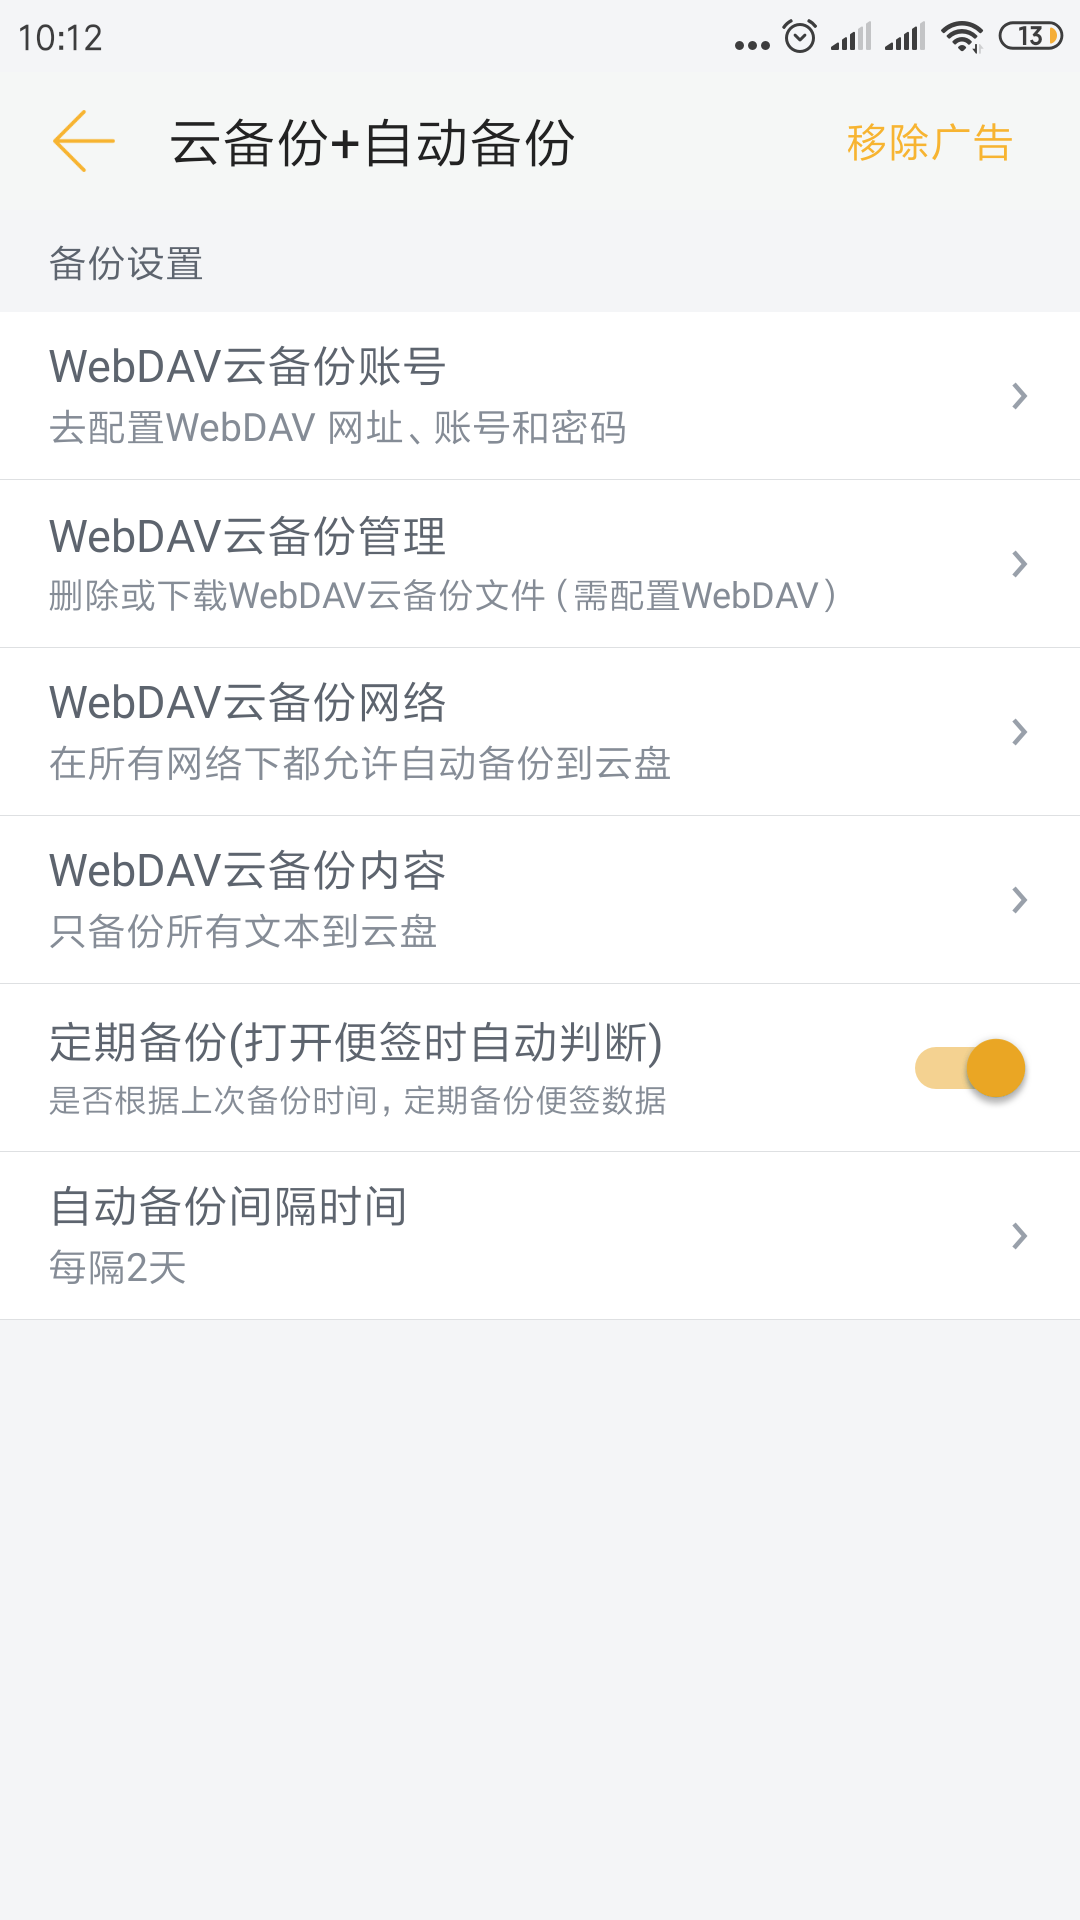 10:12
13
云备份+自动备份
移除广告
备份设置
WebDAV云备份账号
去配置WebDAV 网址、账号和密码
WebDAV云备份管理
删除或下载WebDAV云备份文件（需配置WebDAV）
WebDAV云备份网络
在所有网络下都允许自动备份到云盘
WebDAV云备份内容
只备份所有文本到云盘
定期备份(打开便签时自动判断)
是否根据上次备份时间，定期备份便签数据
自动备份间隔时间
每隔2天